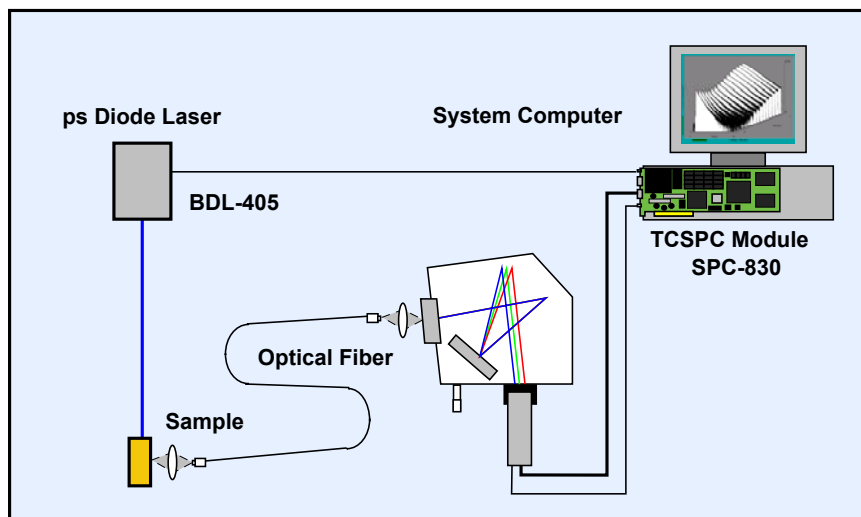 ps Diode Laser
System Computer
BDL-405
TCSPC Module
SPC-830
Optical Fiber
Sample